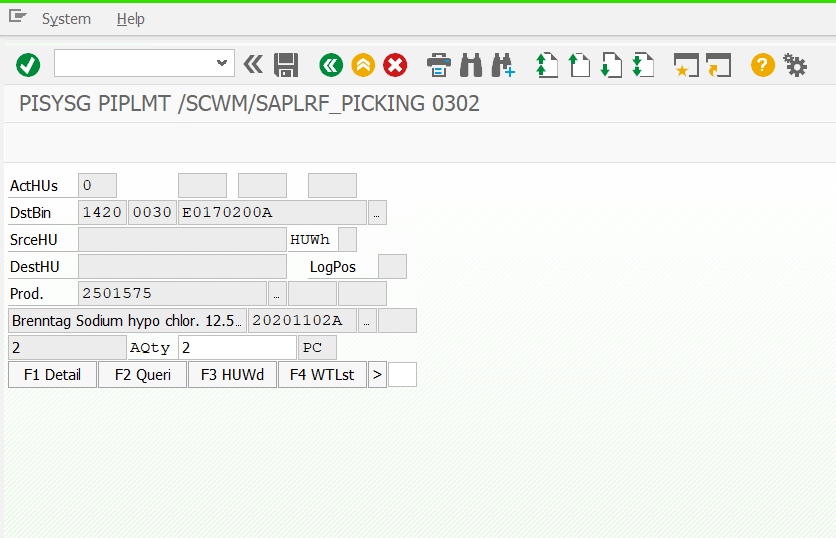 System Help
PISYSG PIPLMT /SCWM/SAPLRF_PICKING 0302
ActHUs 0
DstBin 1420 0030 E0170200A …
SrceHU HUWh
DestHU LogPos
Prod. 2501575 …
Brenntag Sodium hypo chlor. 12.5… 20201102A …
2 AQty 2 PC
F1 Detail F2 Queri F3 HUWd F4 WTLst >